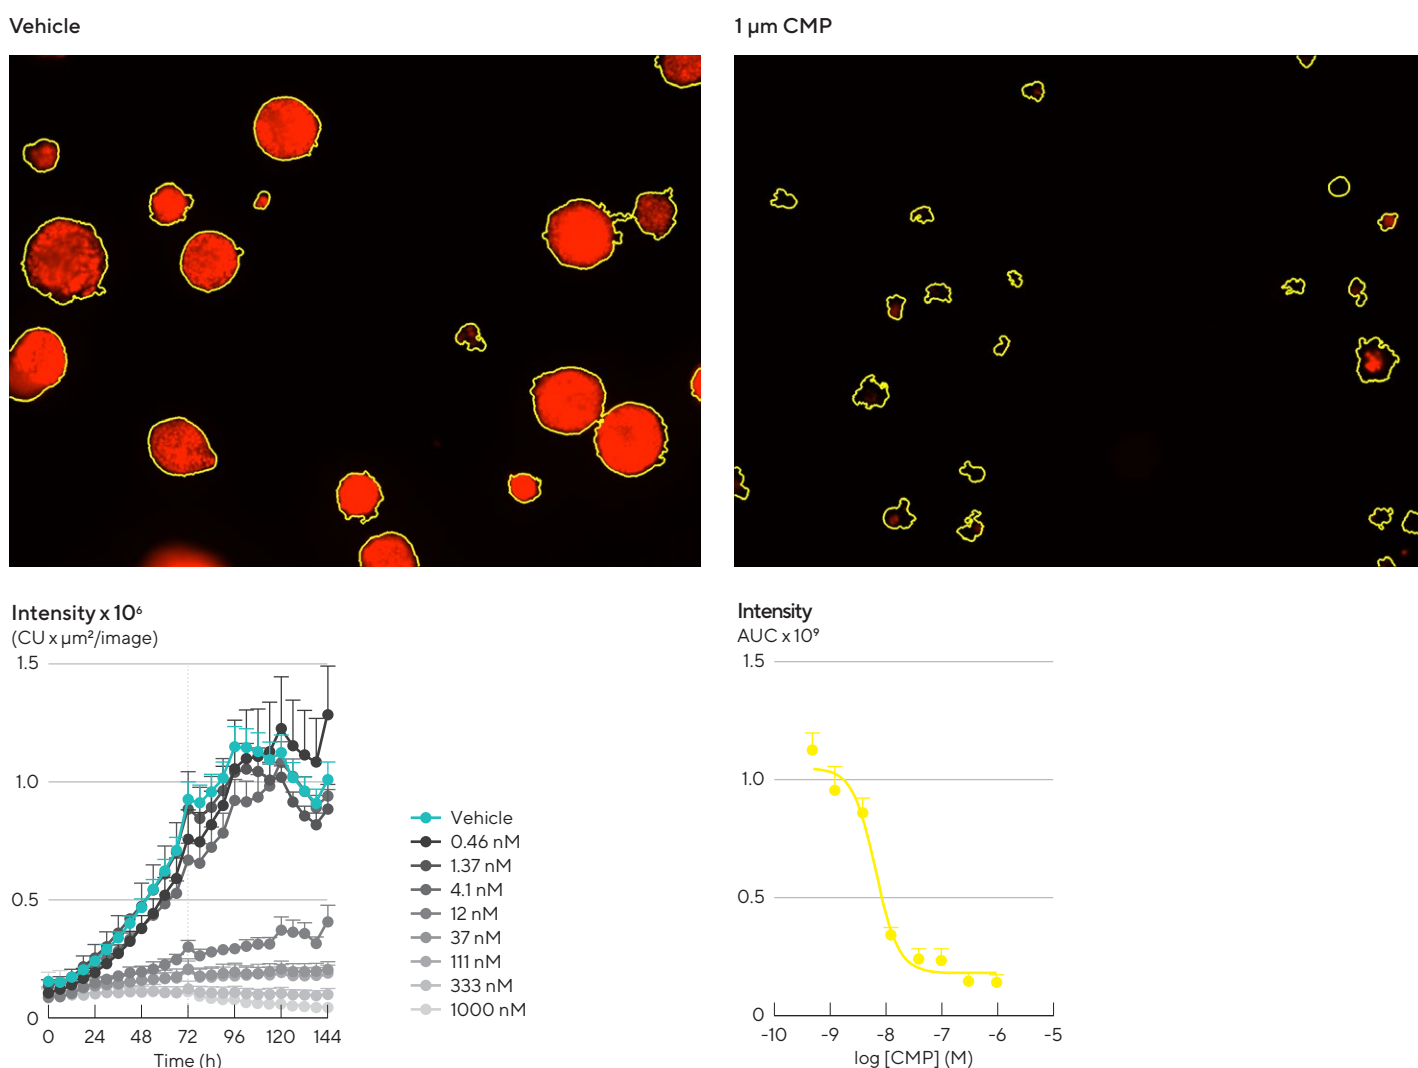 Vehicle
1 µm CMP
Intensity x 10⁶
(CU x µm²/image)
1.5
1.0
0.5
0
0 24 48 72 96 120 144
Time (h)
Vehicle
0.46 nM
1.37 nM
4.1 nM
12 nM
37 nM
111 nM
333 nM
1000 nM
Intensity
AUC x 10⁹
1.5
1.0
0.5
0
-10 -9 -8 -7 -6 -5
log [CMP] (M)